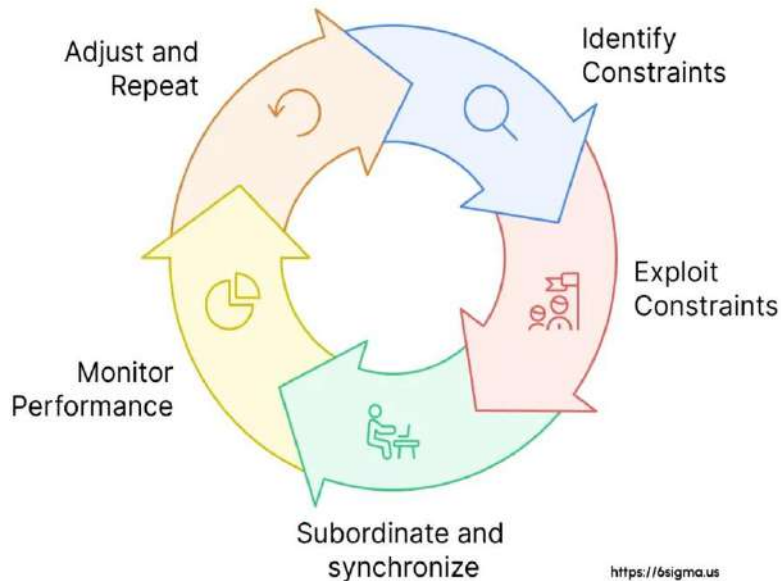 Adjust and
Repeat
Identify
Constraints
Exploit
Constraints
Monitor
Performance
Subordinate and
synchronize
https://6sigma.us